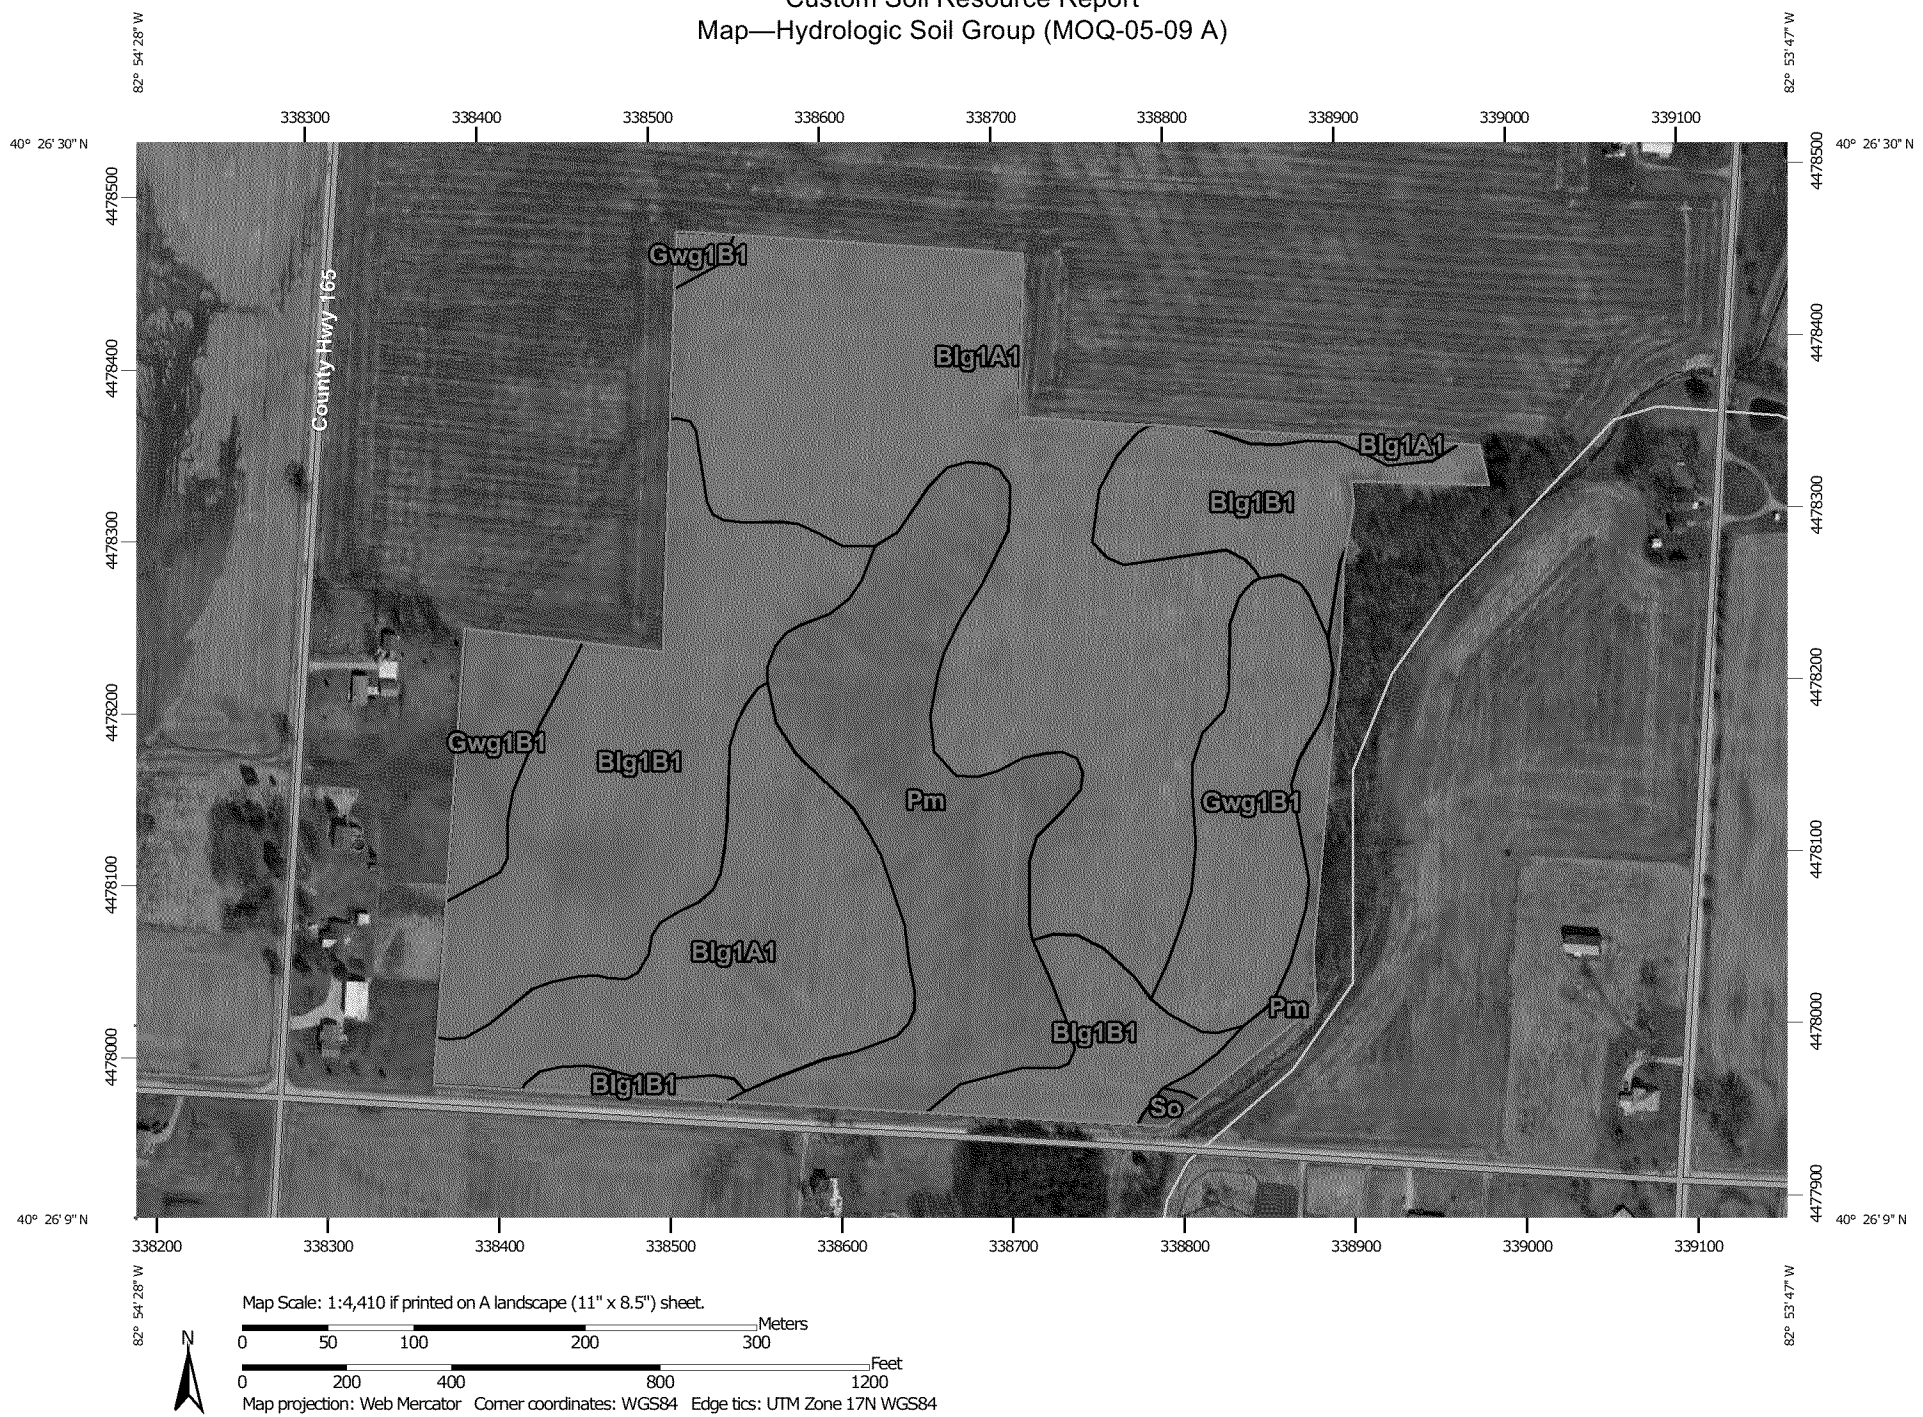 Custom Soil Resource Report
Map—Hydrologic Soil Group (MOQ-05-09 A)
82° 54' 28" W
82° 53' 47" W
338300 338400 338500 338600 338700 338800 338900 339000 339100
40° 26' 30" N
40° 26' 30" N
4478500
4478400
4478300
4478200
4478100
4478000
4478500
4478400
4478300
4478200
4478100
4478000
4477900
County Hwy 165
Gwg1B1
Blg1A1
Blg1A1
Blg1B1
Gwg1B1
Blg1B1
Pm
Gwg1B1
Blg1A1
Pm
Blg1B1
Blg1B1
So
40° 26' 9" N
40° 26' 9" N
338200 338300 338400 338500 338600 338700 338800 338900 339000 339100
82° 54' 28" W
82° 53' 47" W
Map Scale: 1:4,410 if printed on A landscape (11" x 8.5") sheet.
Meters
0 50 100 200 300
N
Feet
0 200 400 800 1200
Map projection: Web Mercator Corner coordinates: WGS84 Edge tics: UTM Zone 17N WGS84